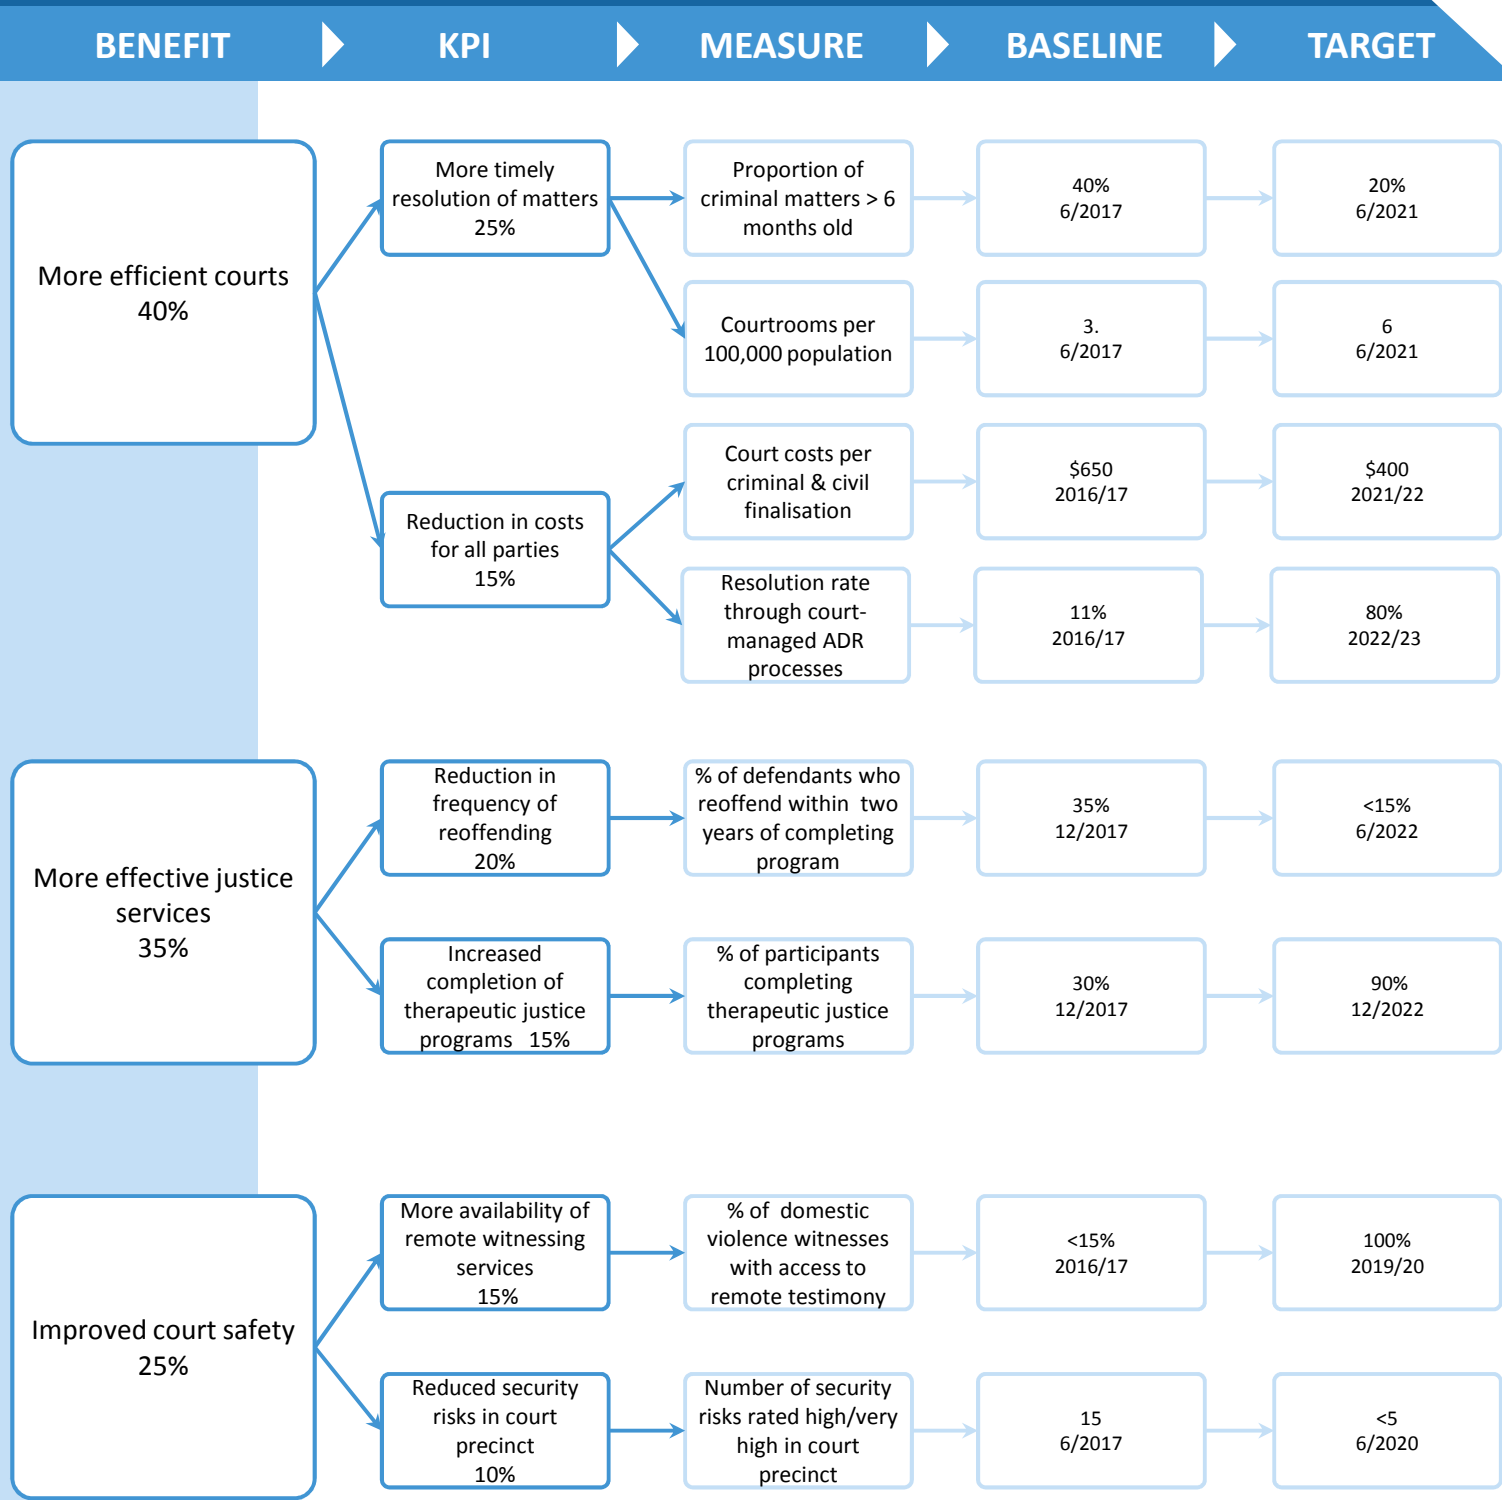 BENEFIT
KPI
MEASURE
BASELINE
TARGET
More efficient courts
40%
More timely
resolution of matters
25%
Proportion of
criminal matters > 6
months old
40%
6/2017
20%
6/2021
Courtrooms per
100,000 population
3.
6/2017
6
6/2021
Reduction in costs
for all parties
15%
Court costs per
criminal & civil
finalisation
$650
2016/17
$400
2021/22
Resolution rate
through court-
managed ADR
processes
11%
2016/17
80%
2022/23
More effective justice
services
35%
Reduction in
frequency of
reoffending
20%
% of defendants who
reoffend within two
years of completing
program
35%
12/2017
<15%
6/2022
Increased
completion of
therapeutic justice
programs 15%
% of participants
completing
therapeutic justice
programs
30%
12/2017
90%
12/2022
Improved court safety
25%
More availability of
remote witnessing
services
15%
% of domestic
violence witnesses
with access to
remote testimony
<15%
2016/17
100%
2019/20
Reduced security
risks in court
precinct
10%
Number of security
risks rated high/very
high in court
precinct
15
6/2017
<5
6/2020